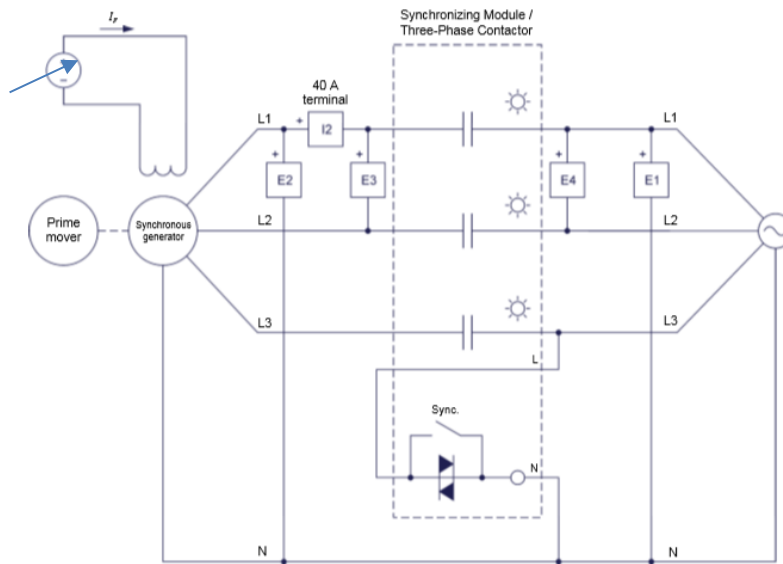 I_F
Synchronizing Module /
Three-Phase Contactor
40 A
terminal
L1
+
I2
L1
+
E2
+
E3
+
E4
+
E1
Prime
mover
Synchronous
generator
L2
L2
L3
L3
L
Sync.
N
N
N
−